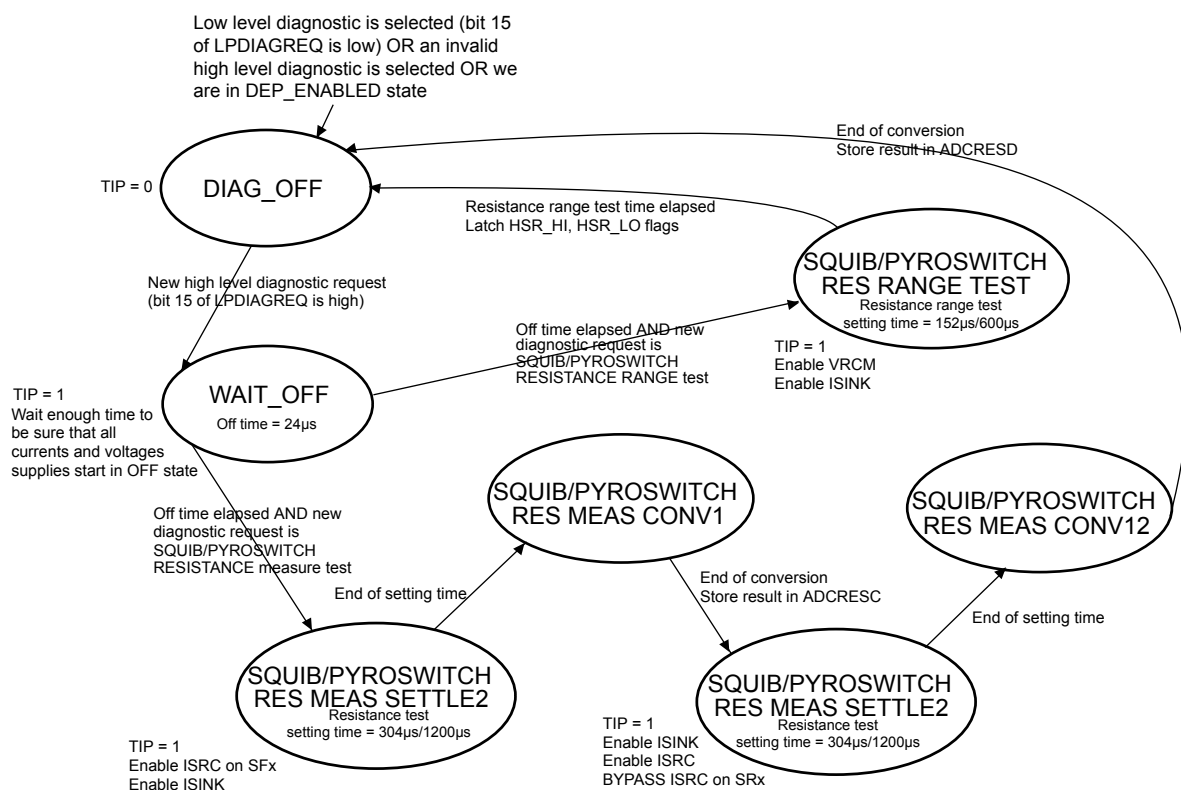 Low level diagnostic is selected (bit 15
of LPDIAGREQ is low) OR an invalid
high level diagnostic is selected OR we
are in DEP_ENABLED state
End of conversion
Store result in ADCRESD
TIP = 0
DIAG_OFF
Resistance range test time elapsed
Latch HSR_HI, HSR_LO flags
SQUIB/PYROSWITCH
RES RANGE TEST
Resistance range test
setting time = 152µs/600µs
New high level diagnostic request
(bit 15 of LPDIAGREQ is high)
Off time elapsed AND new
diagnostic request is
SQUIB/PYROSWITCH
RESISTANCE RANGE test
TIP = 1
Enable VRCM
Enable ISINK
TIP = 1
Wait enough time to
be sure that all
currents and voltages
supplies start in OFF state
WAIT_OFF
Off time = 24µs
SQUIB/PYROSWITCH
RES MEAS CONV1
SQUIB/PYROSWITCH
RES MEAS CONV12
Off time elapsed AND new
diagnostic request is
SQUIB/PYROSWITCH
RESISTANCE measure test
End of setting time
End of conversion
Store result in ADCRESC
End of setting time
SQUIB/PYROSWITCH
RES MEAS SETTLE2
Resistance test
setting time = 304µs/1200µs
TIP = 1
Enable ISRC on SFx
Enable ISINK
SQUIB/PYROSWITCH
RES MEAS SETTLE2
Resistance test
setting time = 304µs/1200µs
TIP = 1
Enable ISINK
Enable ISRC
BYPASS ISRC on SRx